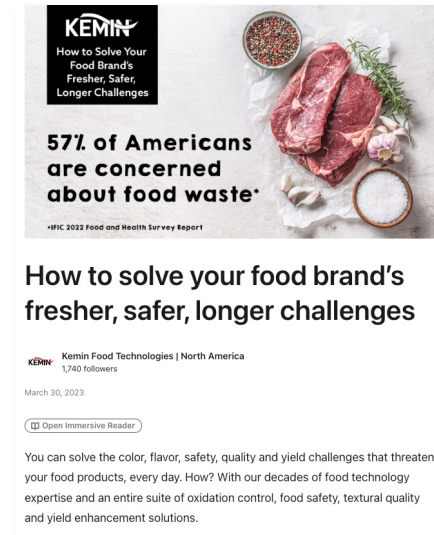 KEMIN
How to Solve Your
Food Brand's
Fresher, Safer,
Longer Challenges
57% of Americans
are concerned
about food waste*
*IFIC 2022 Food and Health Survey Report
How to solve your food brand's
fresher, safer, longer challenges
KEMIN
Kemin Food Technologies | North America
1,740 followers
March 30, 2023
Open Immersive Reader
You can solve the color, flavor, safety, quality and yield challenges that threaten
your food products, every day. How? With our decades of food technology
expertise and an entire suite of oxidation control, food safety, textural quality
and yield enhancement solutions.